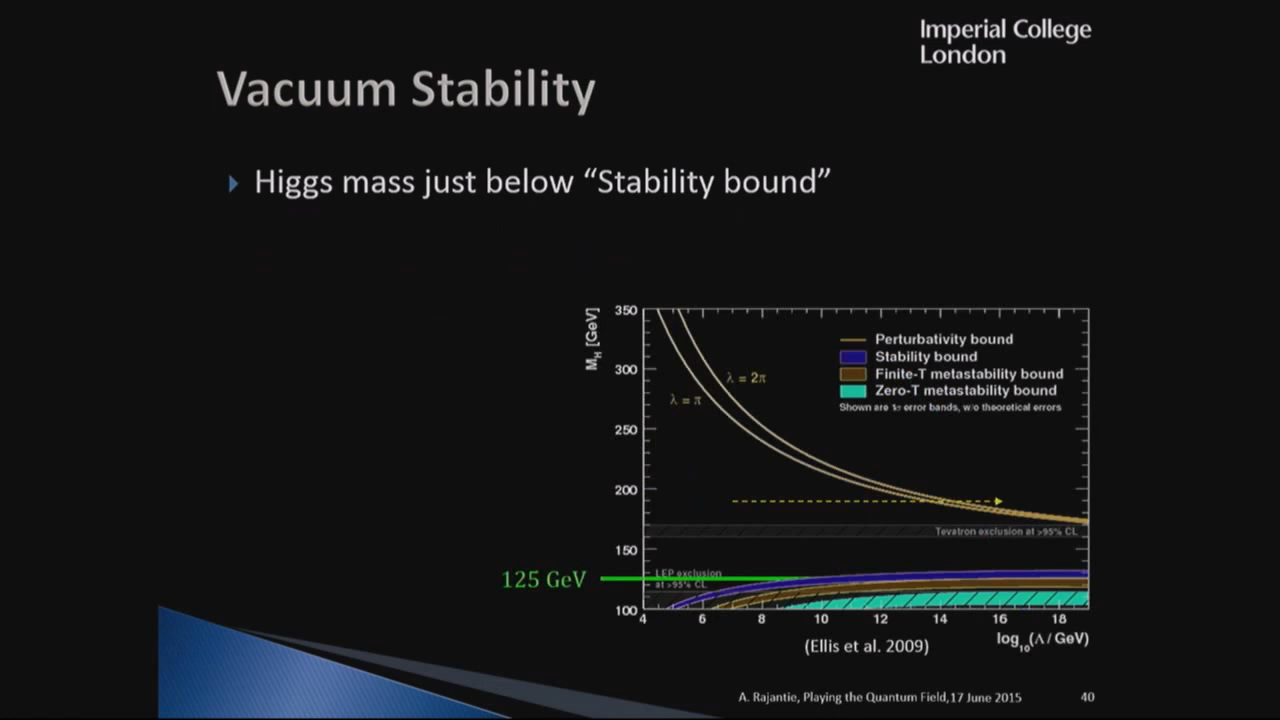 Imperial College
London
Vacuum Stability
Higgs mass just below “Stability bound”
350
300
250
200
150
100
M_H [GeV]
λ = 2π
λ = π
Perturbativity bound
Stability bound
Finite-T metastability bound
Zero-T metastability bound
Shown are 1σ error bands, w/o theoretical errors
Tevatron exclusion at >95% CL
LEP exclusion
at >95% CL
125 GeV
4 6 8 10 12 14 16 18
log₁₀(Λ / GeV)
(Ellis et al. 2009)
A. Rajantie, Playing the Quantum Field,17 June 2015
40